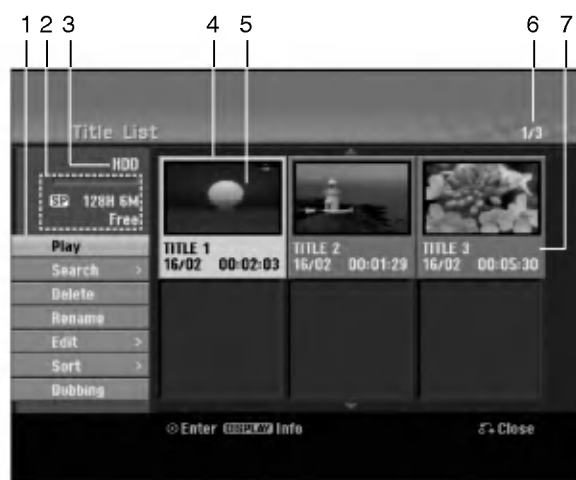 1 2 3 4 5 6 7
Title List
1/3
HDD
SP 128H 6M
Free
Play
Search >
Delete
Rename
Edit >
Sort >
Dubbing
TITLE 1
16/02 00:02:03
TITLE 2
16/02 00:01:29
TITLE 3
16/02 00:05:30
Enter DISPLAY Info
Close